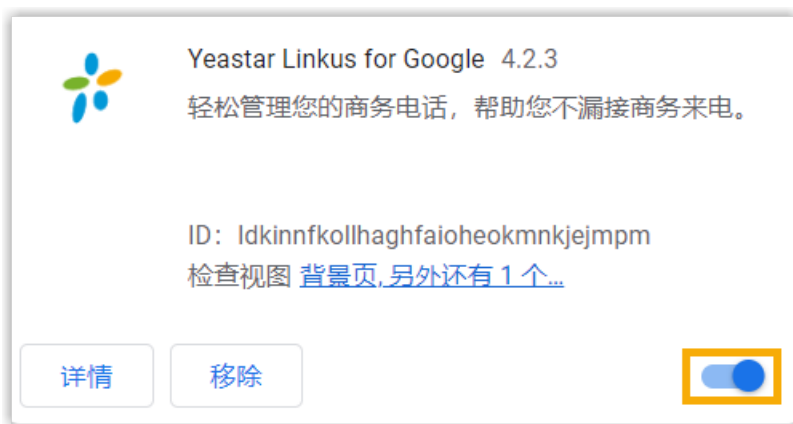 Yeastar Linkus for Google 4.2.3
轻松管理您的商务电话，帮助您不漏接商务来电。
ID：ldkinnfkollhaghfaioheokmnkjejmpm
检查视图 背景页, 另外还有 1 个...
详情 移除